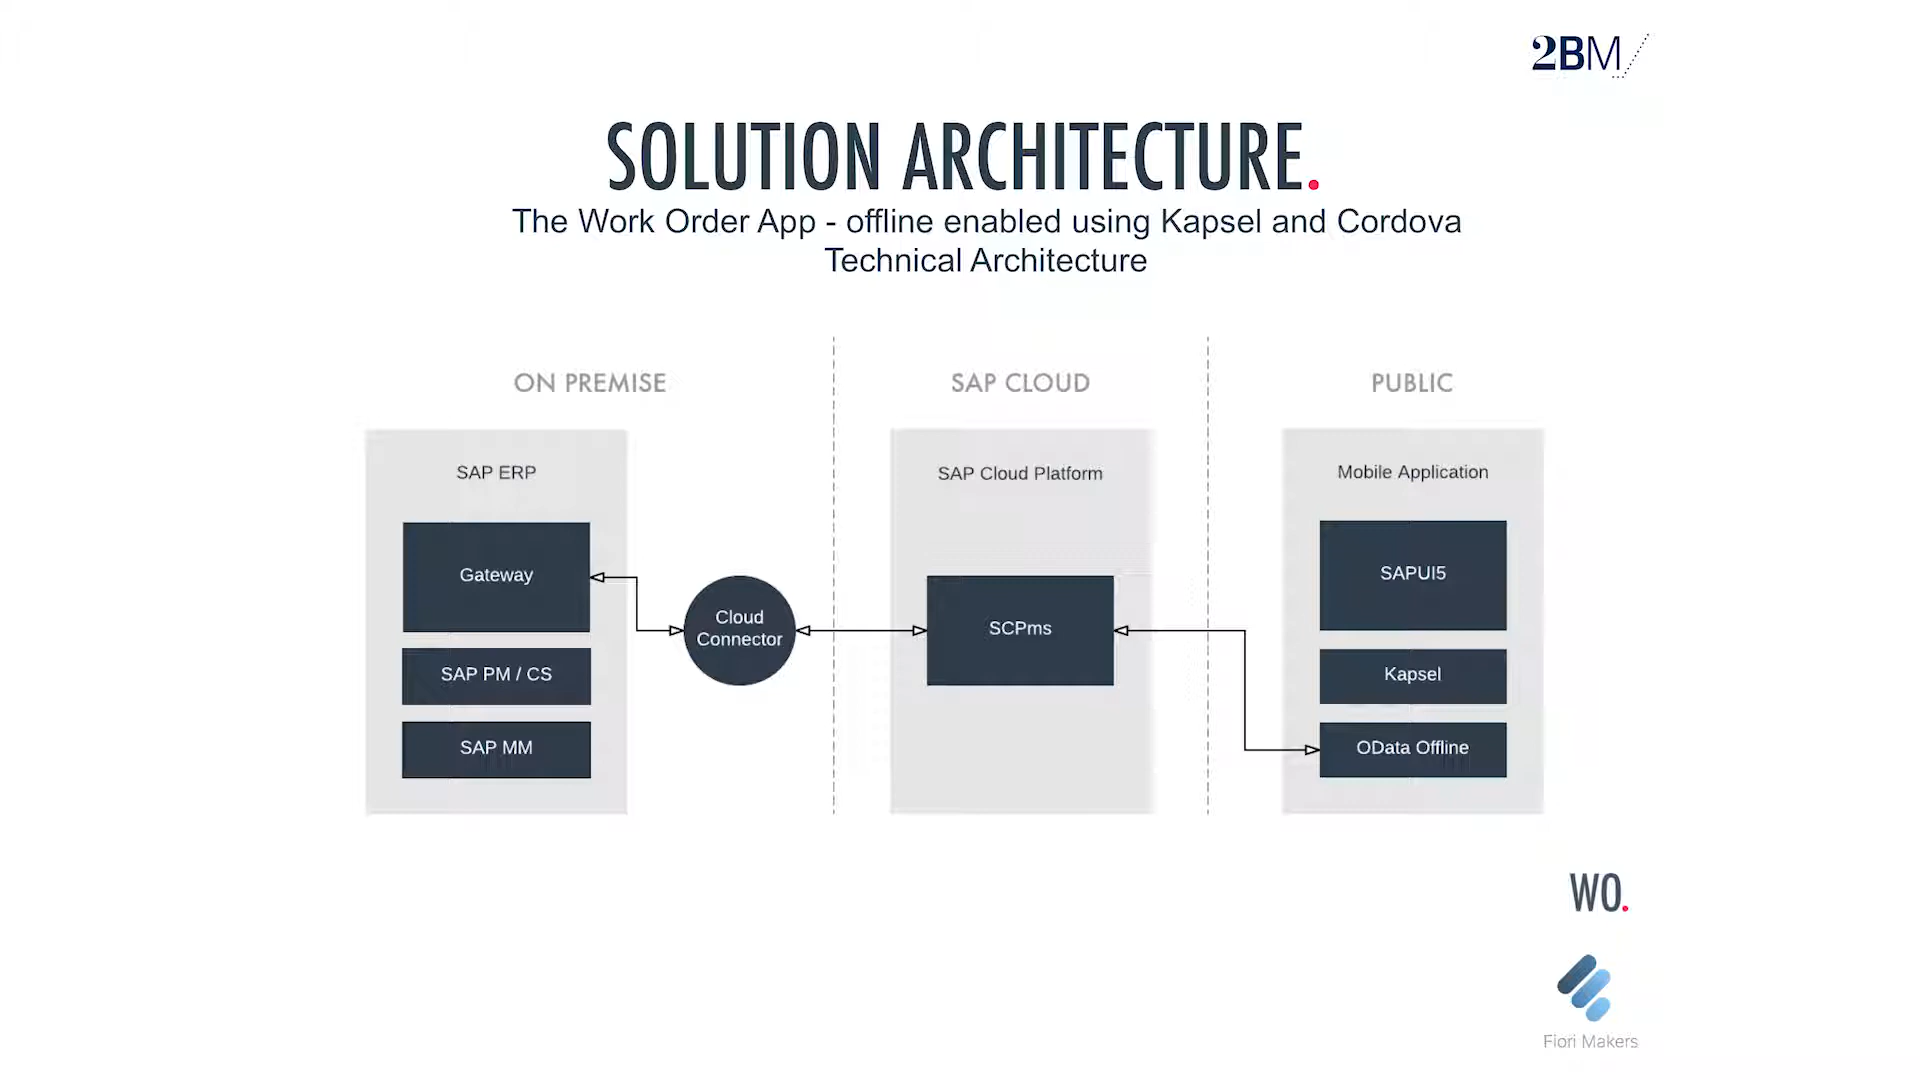 2BM
SOLUTION ARCHITECTURE.
The Work Order App - offline enabled using Kapsel and Cordova
Technical Architecture
ON PREMISE
SAP CLOUD
PUBLIC
SAP ERP
Gateway
SAP PM / CS
SAP MM
Cloud
Connector
SAP Cloud Platform
SCPms
Mobile Application
SAPUI5
Kapsel
OData Offline
WO.
Fiori Makers